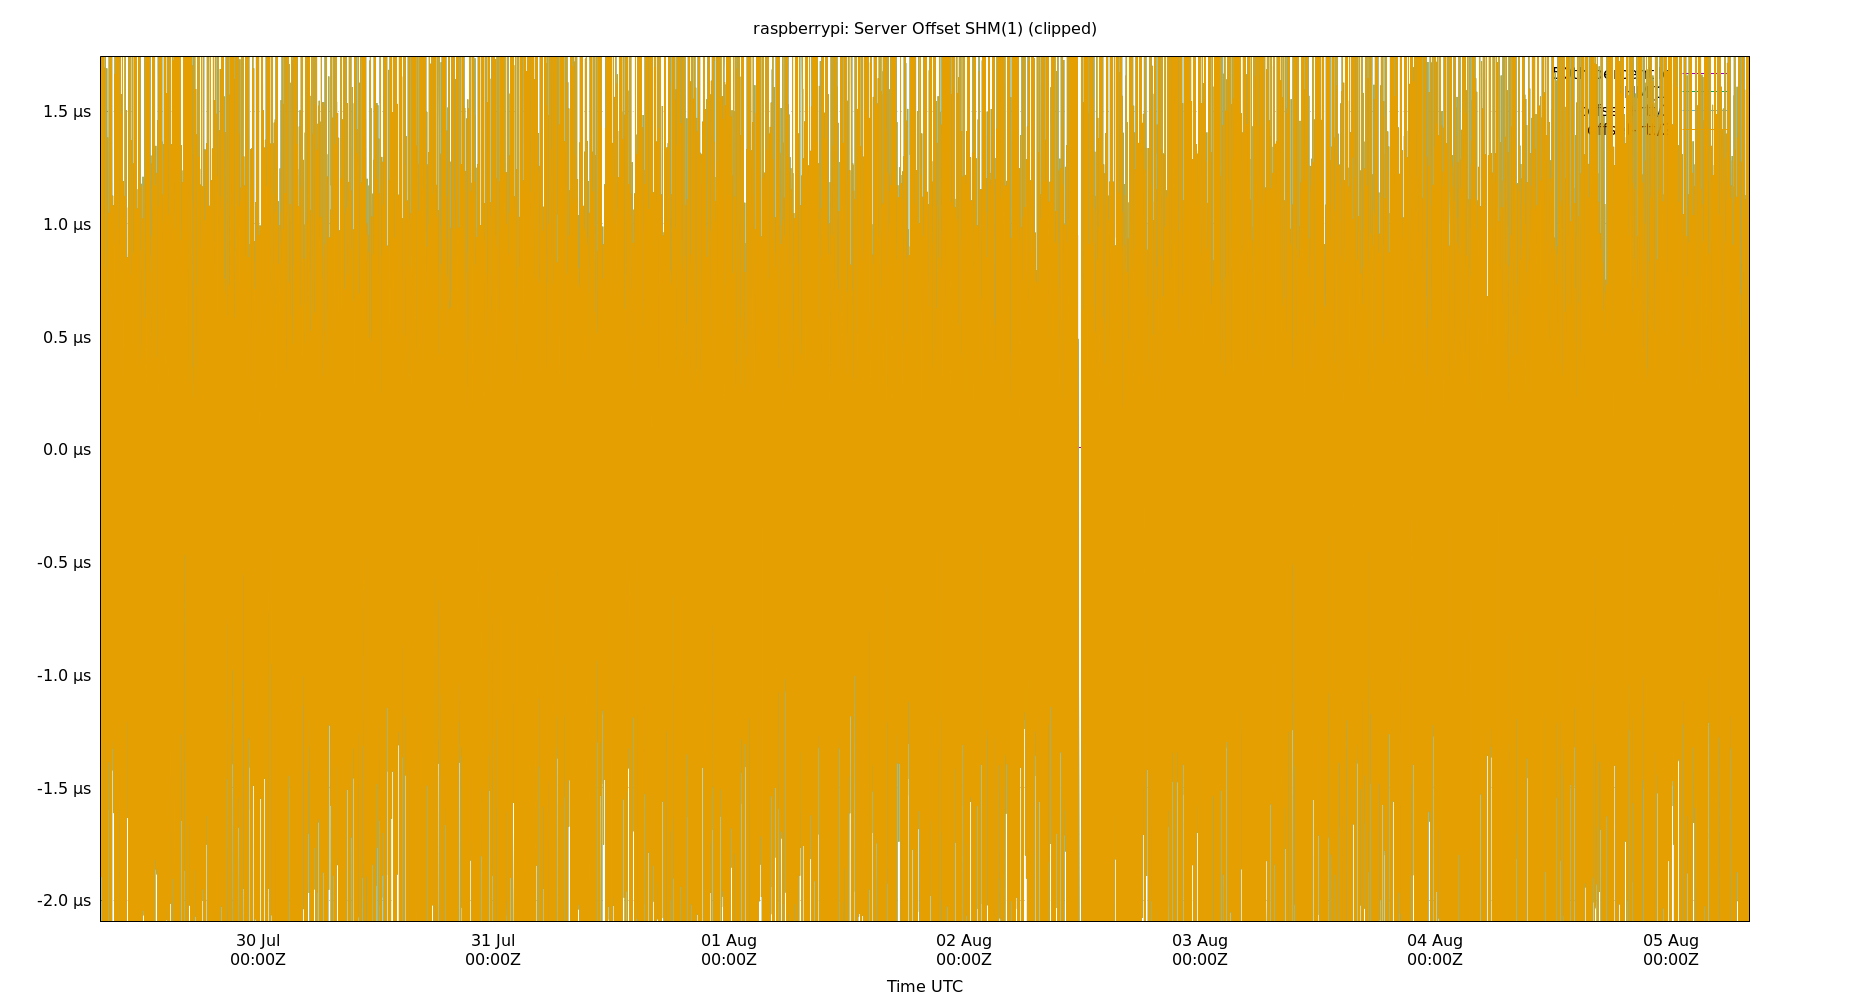 raspberrypi: Server Offset SHM(1) (clipped)
1.5 µs
1.0 µs
0.5 µs
0.0 µs
-0.5 µs
-1.0 µs
-1.5 µs
-2.0 µs
30 Jul 31 Jul 01 Aug 02 Aug 03 Aug 04 Aug 05 Aug
00:00Z 00:00Z 00:00Z 00:00Z 00:00Z 00:00Z 00:00Z
Time UTC